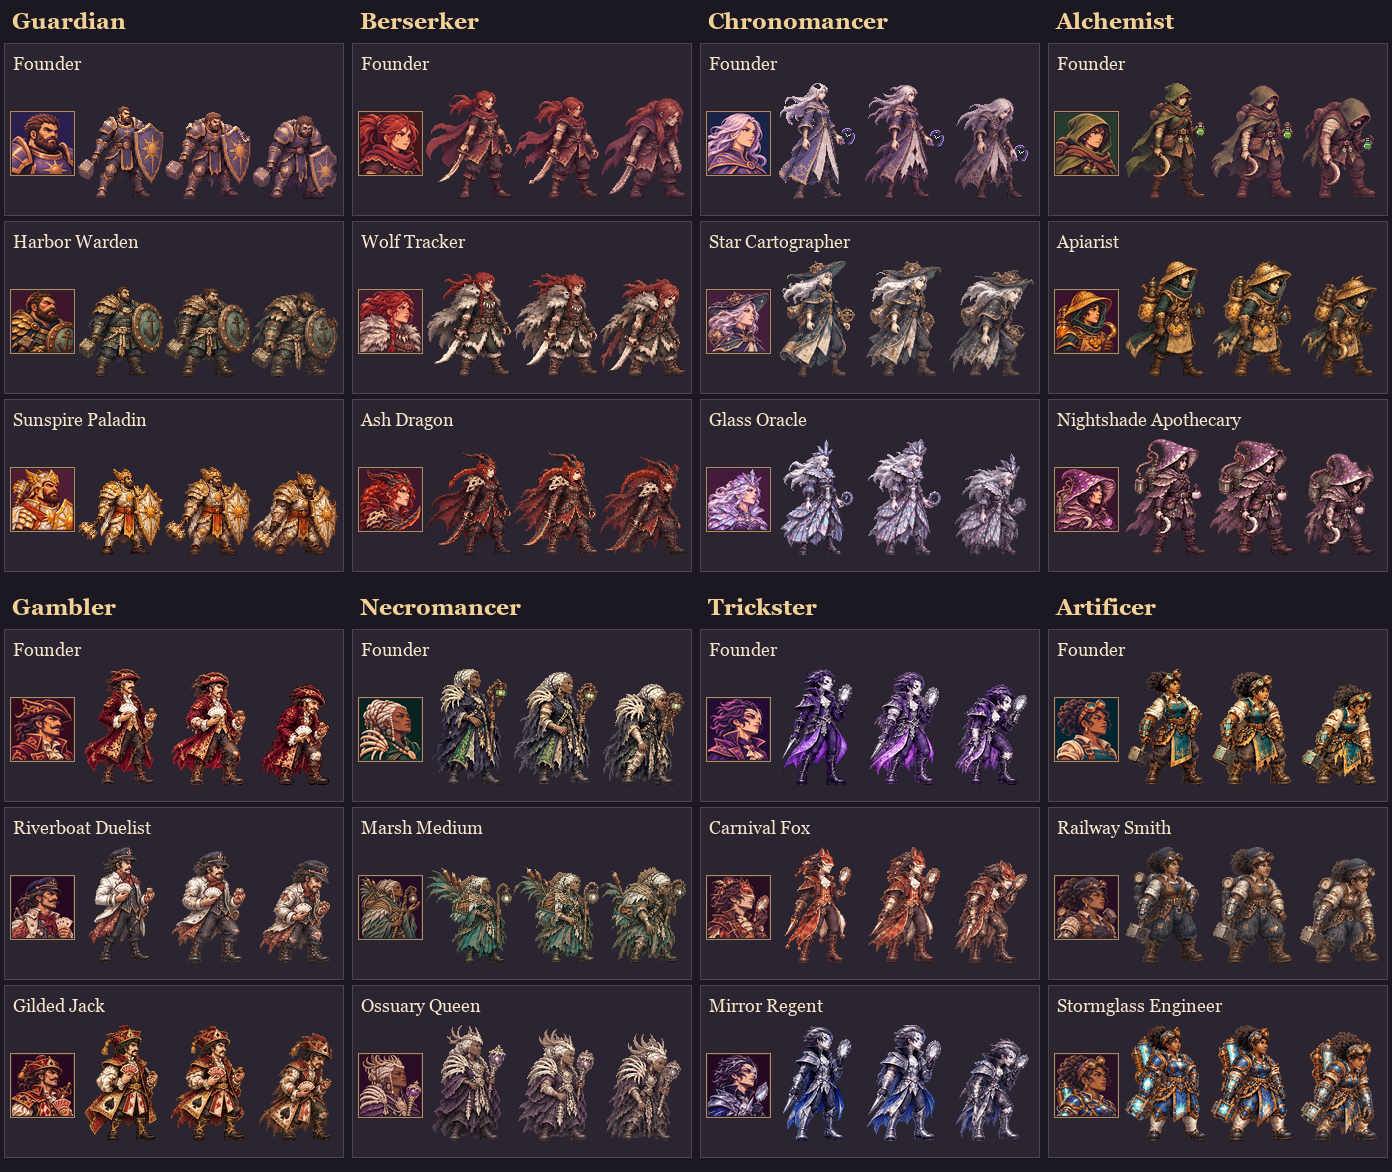 Guardian
Berserker
Chronomancer
Alchemist
Founder
Founder
Founder
Founder
Harbor Warden
Wolf Tracker
Star Cartographer
Apiarist
Sunspire Paladin
Ash Dragon
Glass Oracle
Nightshade Apothecary
Gambler
Necromancer
Trickster
Artificer
Founder
Founder
Founder
Founder
Riverboat Duelist
Marsh Medium
Carnival Fox
Railway Smith
Gilded Jack
Ossuary Queen
Mirror Regent
Stormglass Engineer